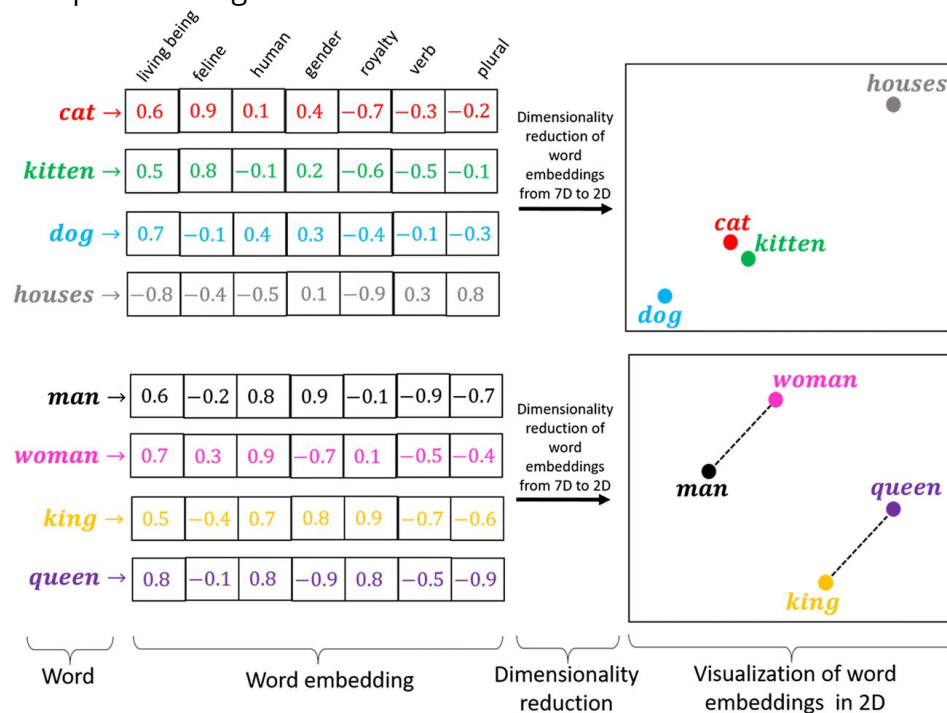 living being feline human gender royalty verb plural
cat → 0.6 0.9 0.1 0.4 −0.7 −0.3 −0.2
kitten → 0.5 0.8 −0.1 0.2 −0.6 −0.5 −0.1
dog → 0.7 −0.1 0.4 0.3 −0.4 −0.1 −0.3
houses → −0.8 −0.4 −0.5 0.1 −0.9 0.3 0.8
Dimensionality
reduction of
word
embeddings
from 7D to 2D
houses
cat
kitten
dog
man → 0.6 −0.2 0.8 0.9 −0.1 −0.9 −0.7
woman → 0.7 0.3 0.9 −0.7 0.1 −0.5 −0.4
king → 0.5 −0.4 0.7 0.8 0.9 −0.7 −0.6
queen → 0.8 −0.1 0.8 −0.9 0.8 −0.5 −0.9
Dimensionality
reduction of
word
embeddings
from 7D to 2D
woman
man
queen
king
Word
Word embedding
Dimensionality
reduction
Visualization of word
embeddings in 2D